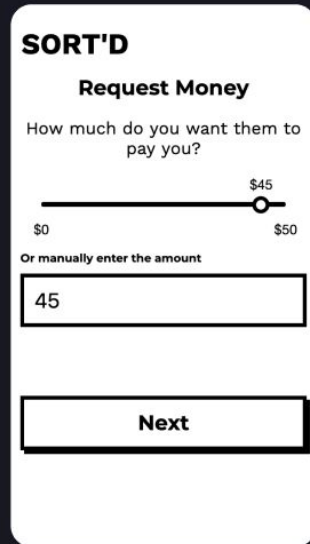 SORT'D
Request Money
How much do you want them to
pay you?
$45
$0 $50
Or manually enter the amount
45
Next